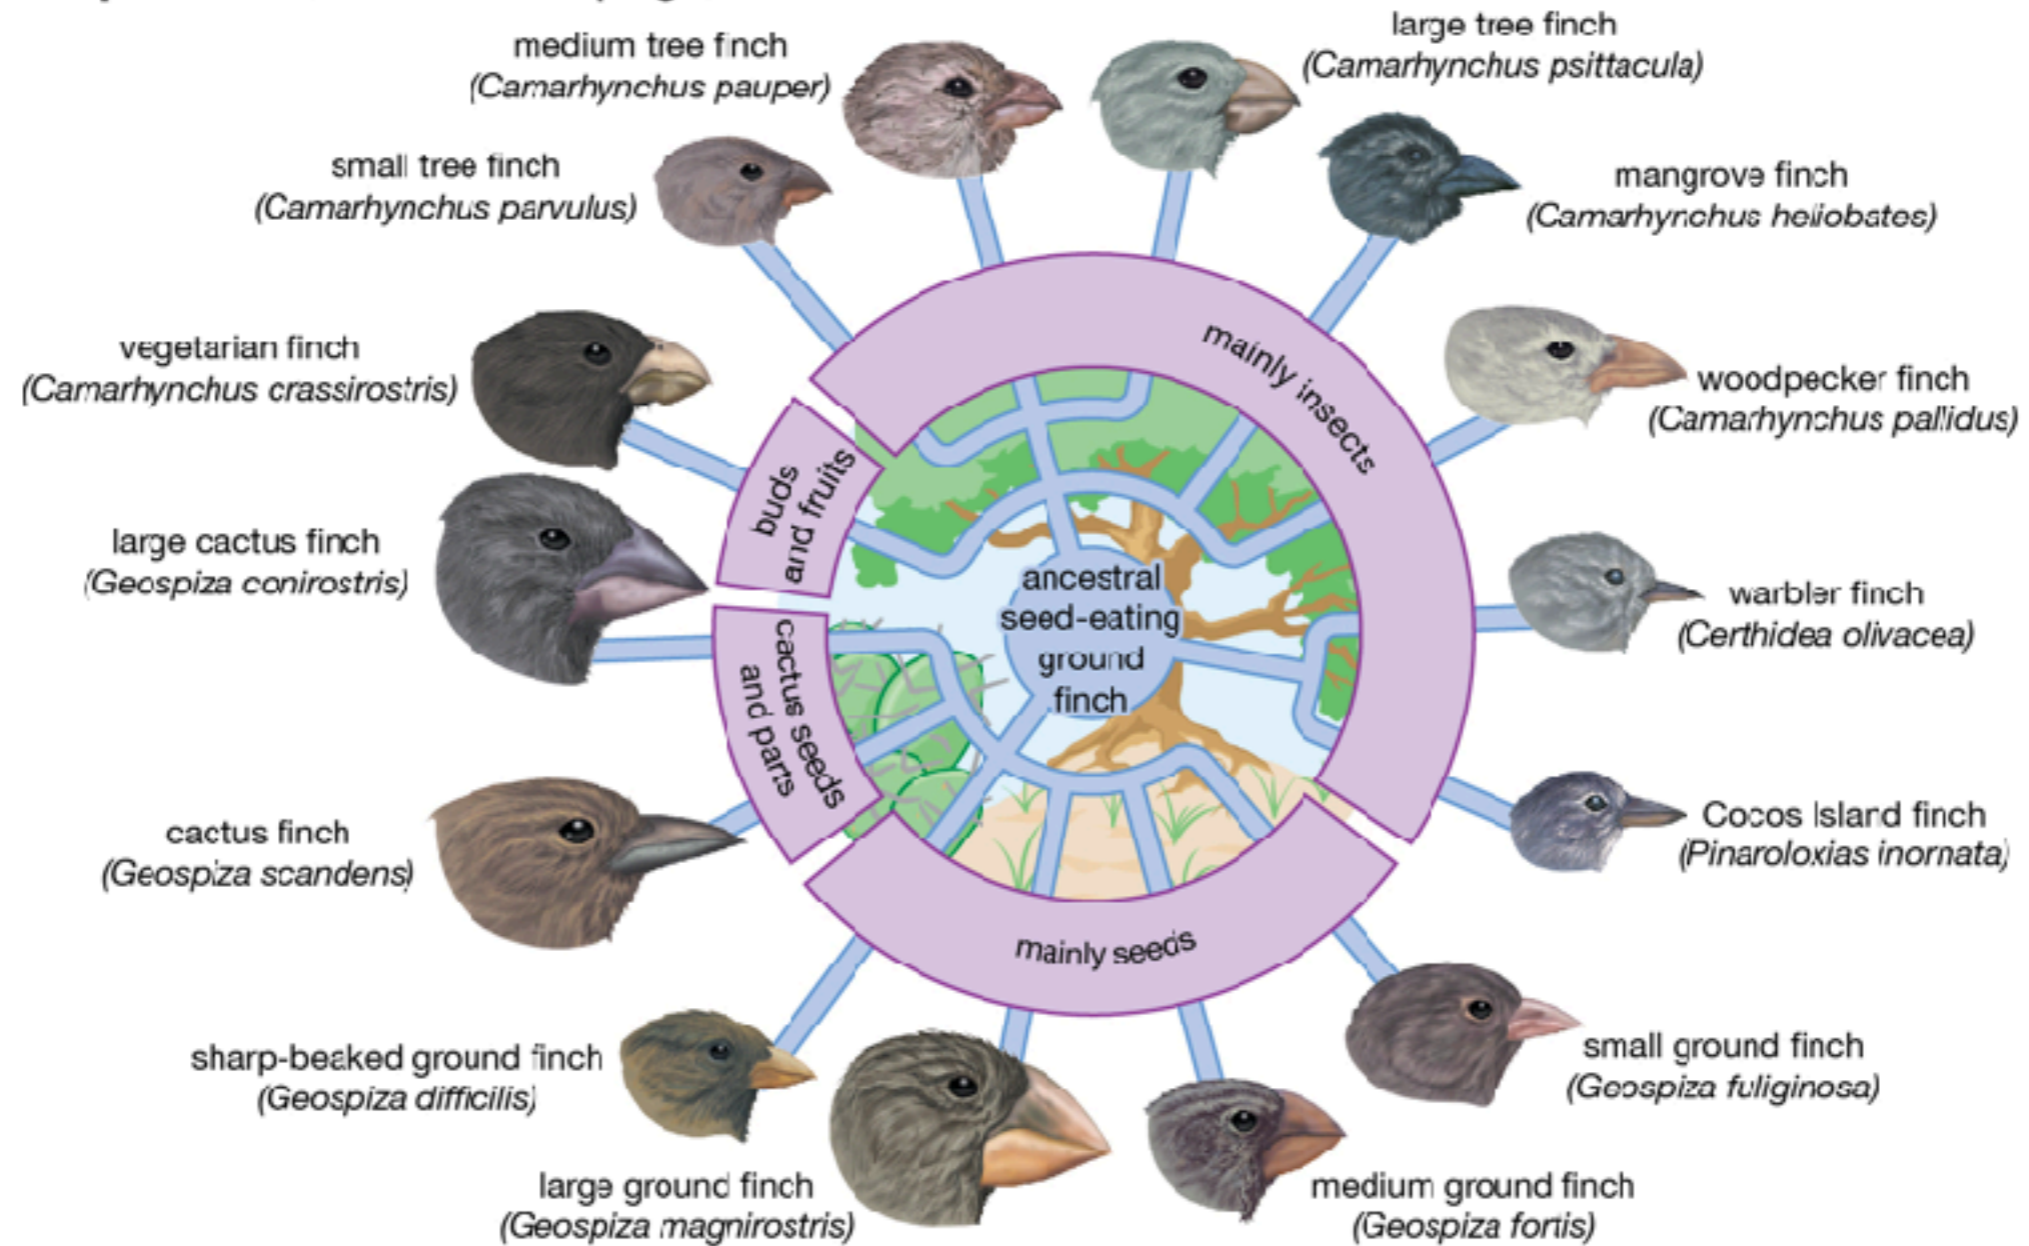 medium tree finch
(Camarhynchus pauper)
large tree finch
(Camarhynchus psittacula)
small tree finch
(Camarhynchus parvulus)
mangrove finch
(Camarhynchus heliobates)
vegetarian finch
(Camarhynchus crassirostris)
woodpecker finch
(Camarhynchus pallidus)
large cactus finch
(Geospiza conirostris)
warbler finch
(Certhidea olivacea)
cactus finch
(Geospiza scandens)
Cocos Island finch
(Pinaroloxias inornata)
sharp-beaked ground finch
(Geospiza difficilis)
small ground finch
(Geospiza fuliginosa)
large ground finch
(Geospiza magnirostris)
medium ground finch
(Geospiza fortis)
mainly insects
buds
and fruits
cactus seeds
and parts
mainly seeds
ancestral
seed-eating
ground
finch